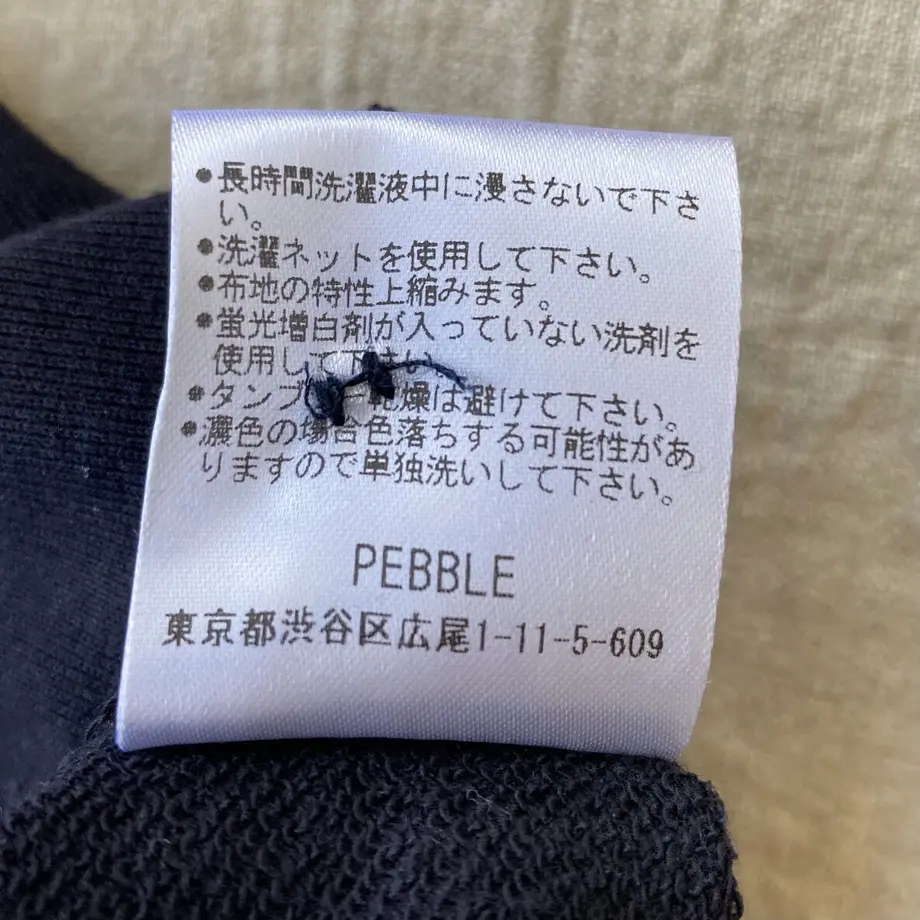 ●長時間洗濯液中に浸さないで下さ
い。
●洗濯ネットを使用して下さい。
●布地の特性上縮みます。
●蛍光増白剤が入っていない洗剤を
使用して下さい。
●タンブ ー乾燥は避けて下さい。
●濃色の場合色落ちする可能性があ
りますので単独洗いして下さい。
PEBBLE
東京都渋谷区広尾1-11-5-609